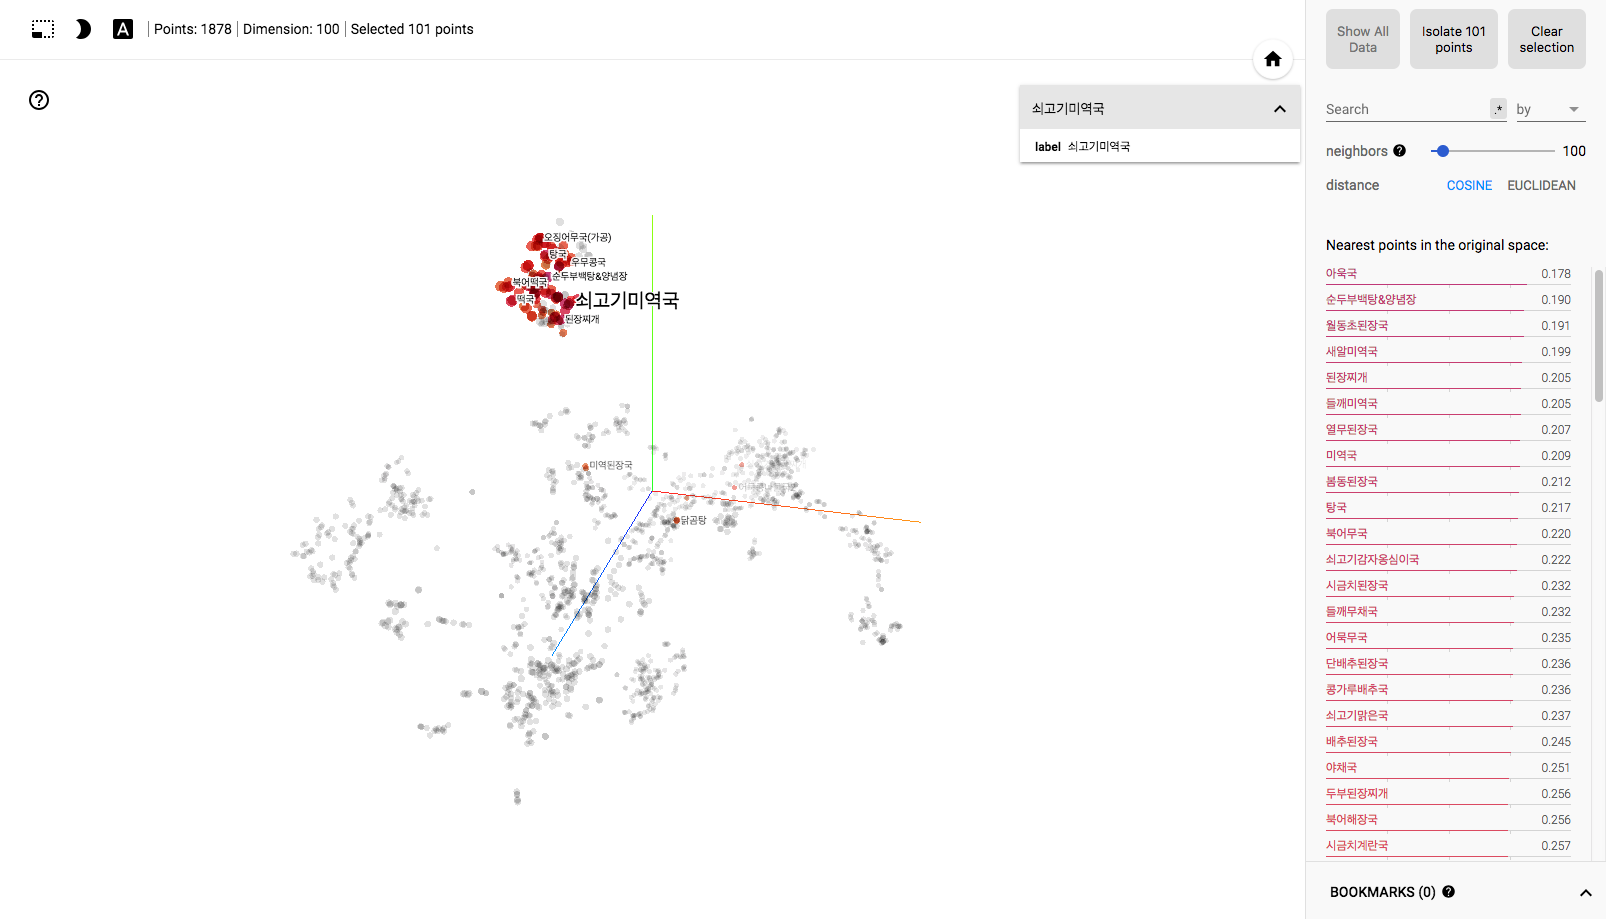 Points: 1878 | Dimension: 100 | Selected 101 points
A
쇠고기미역국
label 쇠고기미역국
오징어무국(가공)
탕국
우무콩국
순두부백탕&양념장
북어떡국
떡국
쇠고기미역국
된장찌개
미역된장국
닭곰탕
Show All Data
Isolate 101 points
Clear selection
Search .* by
neighbors 100
distance COSINE EUCLIDEAN
Nearest points in the original space:
아욱국 0.178
순두부백탕&양념장 0.190
월동초된장국 0.191
새알미역국 0.199
된장찌개 0.205
들깨미역국 0.205
열무된장국 0.207
미역국 0.209
봄동된장국 0.212
탕국 0.217
북어무국 0.220
쇠고기감자옹심이국 0.222
시금치된장국 0.232
들깨무채국 0.232
어묵무국 0.235
단배추된장국 0.236
콩가루배추국 0.236
쇠고기맑은국 0.237
배추된장국 0.245
야채국 0.251
두부된장찌개 0.256
북어해장국 0.256
시금치계란국 0.257
BOOKMARKS (0)